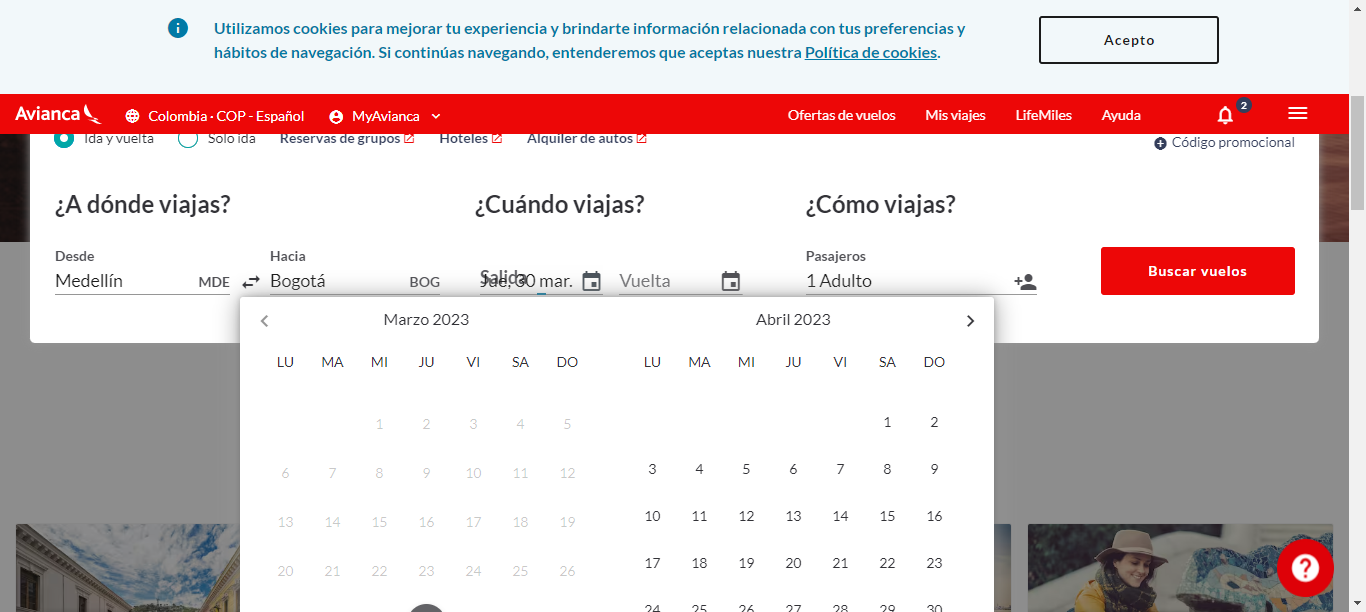 Utilizamos cookies para mejorar tu experiencia y brindarte información relacionada con tus preferencias y
hábitos de navegación. Si continúas navegando, entenderemos que aceptas nuestra Política de cookies.
Acepto
Avianca
Colombia · COP - Español
MyAvianca
Ofertas de vuelos
Mis viajes
LifeMiles
Ayuda
2
Ida y vuelta
Solo ida
Reservas de grupos
Hoteles
Alquiler de autos
Código promocional
¿A dónde viajas?
¿Cuándo viajas?
¿Cómo viajas?
Desde
Hacia
Pasajeros
Medellín MDE
Bogotá BOG
Salida
Jue, 30 mar.
Vuelta
1 Adulto
Buscar vuelos
Marzo 2023
LU MA MI JU VI SA DO
1 2 3 4 5
6 7 8 9 10 11 12
13 14 15 16 17 18 19
20 21 22 23 24 25 26
Abril 2023
LU MA MI JU VI SA DO
1 2
3 4 5 6 7 8 9
10 11 12 13 14 15 16
17 18 19 20 21 22 23
24 25 26 27 28 29 30